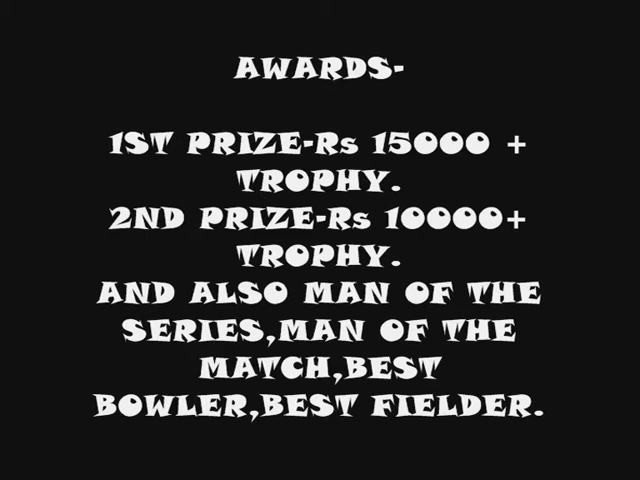 AWARDS-
1ST PRIZE-Rs 15000 +
TROPHY.
2ND PRIZE-Rs 10000+
TROPHY.
AND ALSO MAN OF THE
SERIES,MAN OF THE
MATCH,BEST
BOWLER,BEST FIELDER.